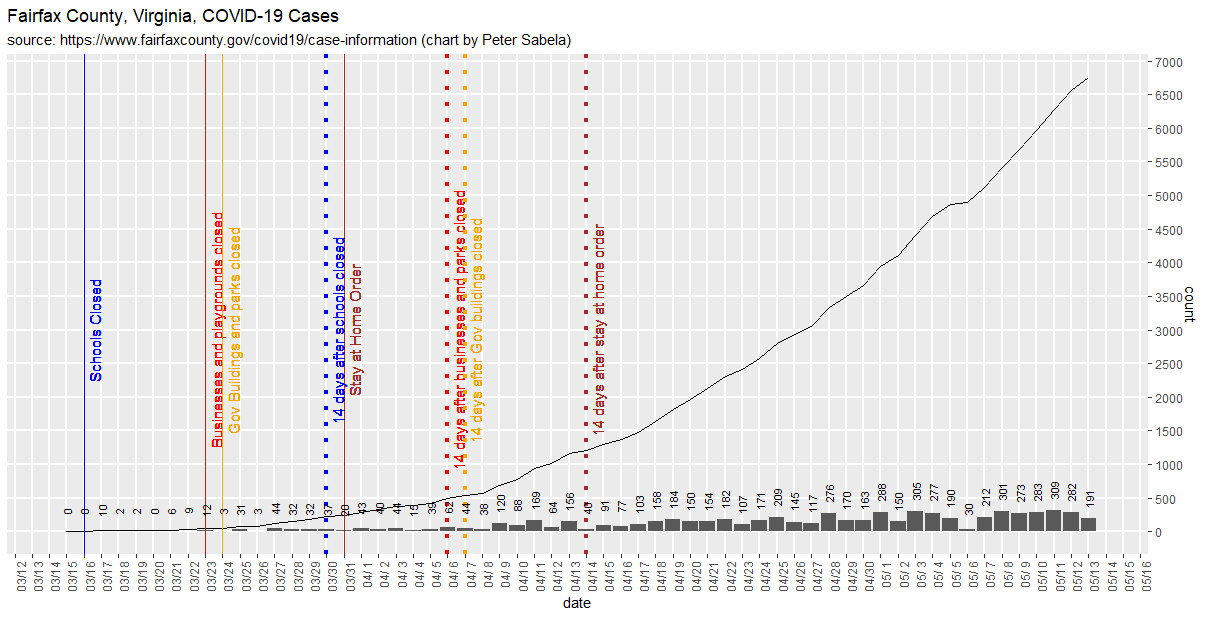 Fairfax County, Virginia, COVID-19 Cases
source: https://www.fairfaxcounty.gov/covid19/case-information (chart by Peter Sabela)
7000
6500
6000
5500
5000
4500
4000
3500
3000
2500
2000
1500
1000
500
0
count
Schools Closed
Businesses and playgrounds closed
Gov Buildings and parks closed
14 days after schools closed
Stay at Home Order
14 days after businesses and parks closed
14 days after Gov buildings closed
14 days after stay at home order
0 0 10 2 2 0 6 9 12 3 31 3 44 32 32 37 20 43 40 44 15 39 62 44 38 120 88 169 64 156 40 91 77 103 158 184 150 154 182 107 171 209 145 117 276 170 163 288 150 305 277 190 30 212 301 273 283 309 282 191
03/12 03/13 03/14 03/15 03/16 03/17 03/18 03/19 03/20 03/21 03/22 03/23 03/24 03/25 03/26 03/27 03/28 03/29 03/30 03/31 04/ 1 04/ 2 04/ 3 04/ 4 04/ 5 04/ 6 04/ 7 04/ 8 04/ 9 04/10 04/11 04/12 04/13 04/14 04/15 04/16 04/17 04/18 04/19 04/20 04/21 04/22 04/23 04/24 04/25 04/26 04/27 04/28 04/29 04/30 05/ 1 05/ 2 05/ 3 05/ 4 05/ 5 05/ 6 05/ 7 05/ 8 05/ 9 05/10 05/11 05/12 05/13 05/14 05/15 05/16
date